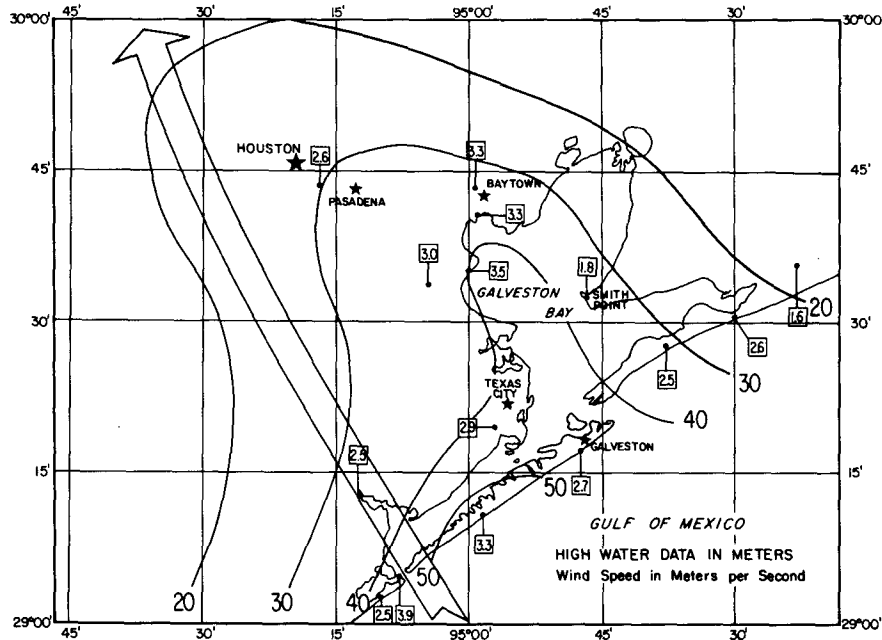 45' 30' 15' 95°00' 45' 30'
30°00' 30°00'
HOUSTON
2.6
3.3
45' 45'
BAYTOWN
PASADENA
3.3
3.0
3.5
1.8
GALVESTON
SMITH
POINT
BAY
1.6
20
30' 30'
2.6
2.5
30
TEXAS
CITY
40
2.9
GALVESTON
2.5
15' 15'
50
2.7
3.3
GULF OF MEXICO
HIGH WATER DATA IN METERS
Wind Speed in Meters per Second
50
20 30 40
2.5 3.9
29°00' 29°00'
45' 30' 15' 95°00' 45' 30'